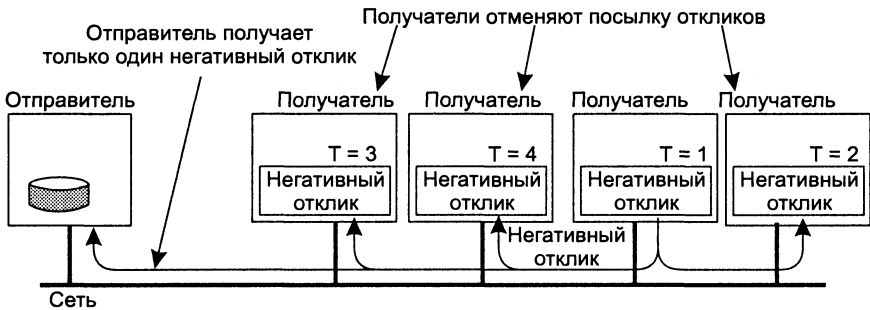 Отправитель получает
только один негативный отклик
Получатели отменяют посылку откликов
Отправитель
Получатель
Получатель
Получатель
Получатель
T = 3
T = 4
T = 1
T = 2
Негативный
отклик
Негативный
отклик
Негативный
отклик
Негативный
отклик
Негативный
отклик
Сеть